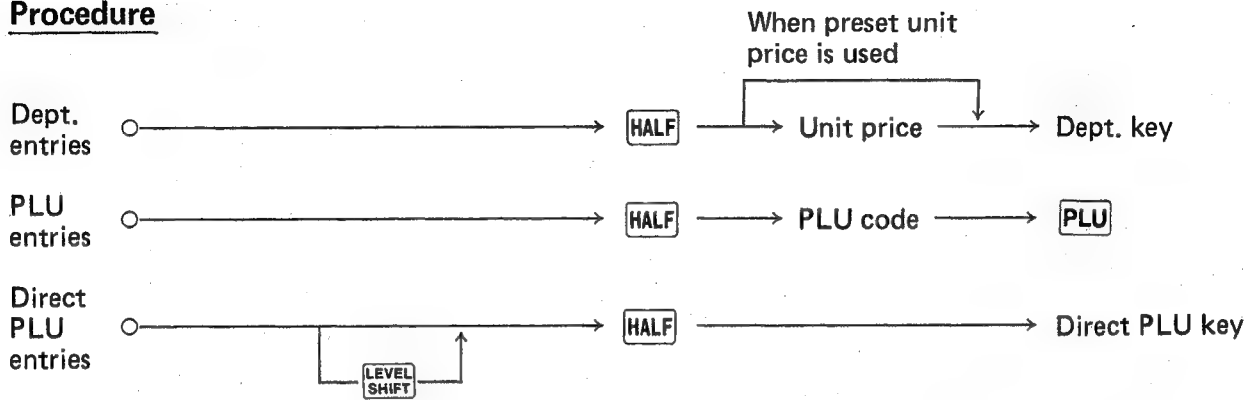 Procedure
When preset unit
price is used
Dept.
entries
HALF
Unit price
Dept. key
PLU
entries
HALF
PLU code
PLU
Direct
PLU
entries
LEVEL
SHIFT
HALF
Direct PLU key